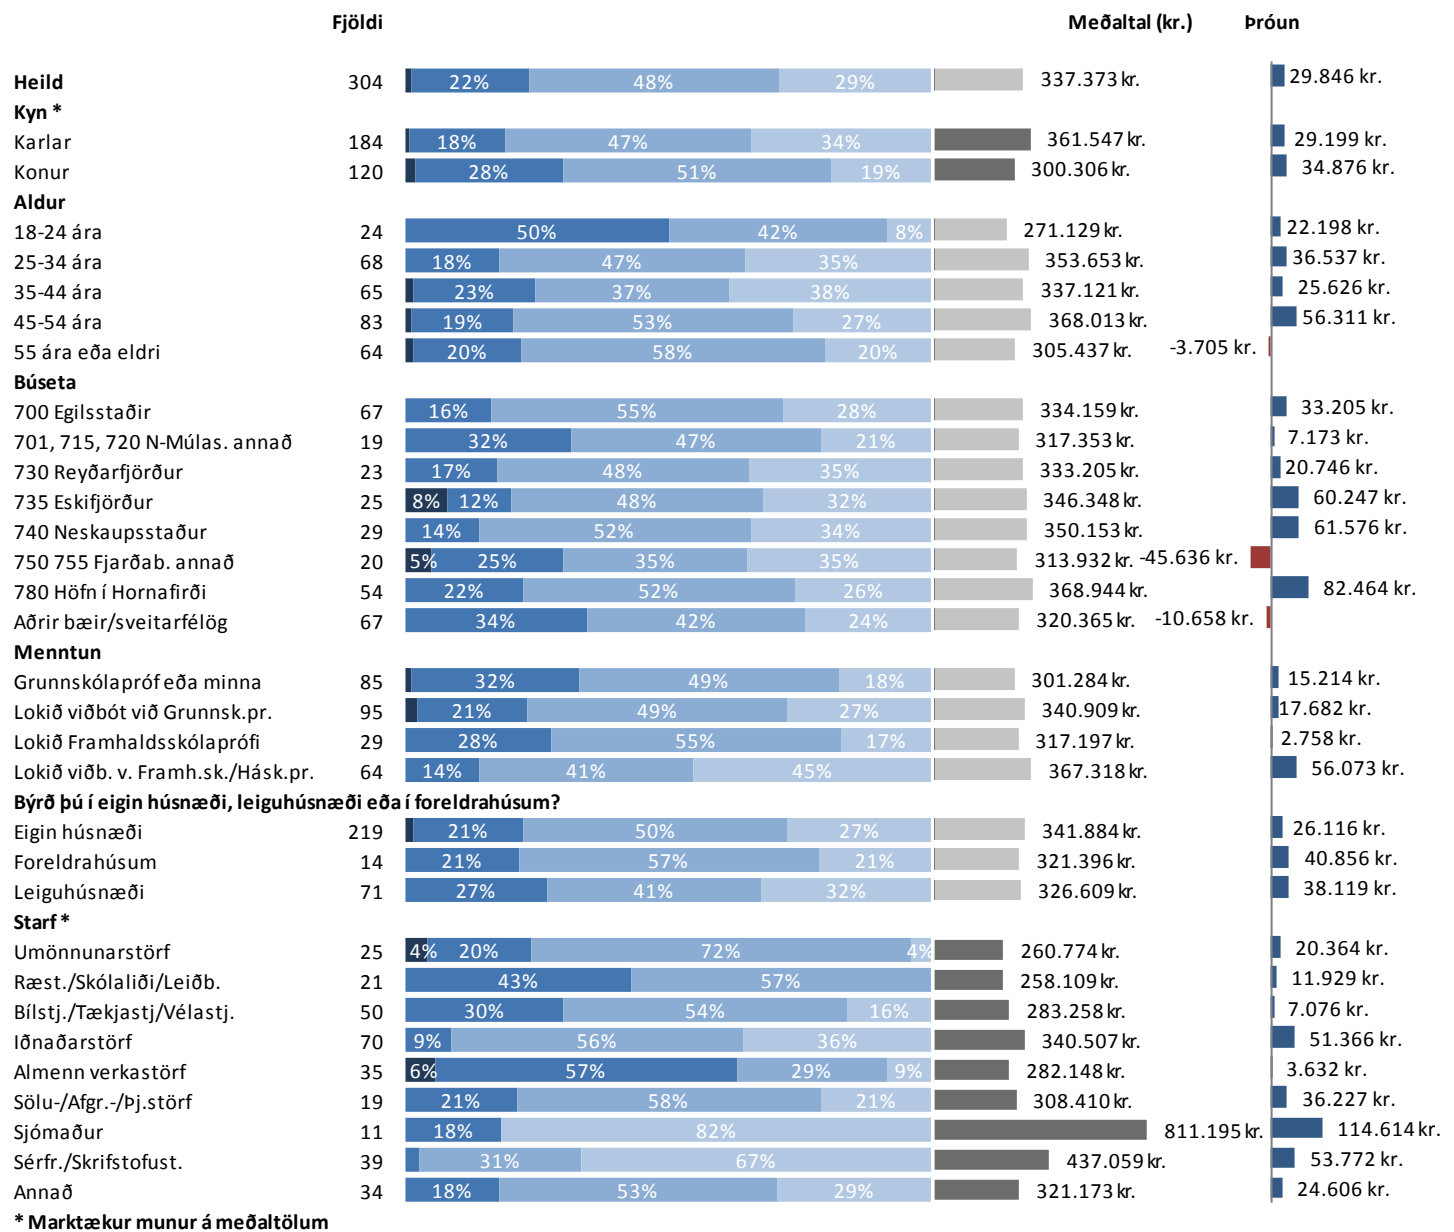 Fjöldi Meðaltal (kr.) Þróun
Heild 304 22% 48% 29% 337.373 kr. 29.846 kr.
Kyn *
Karlar 184 18% 47% 34% 361.547 kr. 29.199 kr.
Konur 120 28% 51% 19% 300.306 kr. 34.876 kr.
Aldur
18-24 ára 24 50% 42% 8% 271.129 kr. 22.198 kr.
25-34 ára 68 18% 47% 35% 353.653 kr. 36.537 kr.
35-44 ára 65 23% 37% 38% 337.121 kr. 25.626 kr.
45-54 ára 83 19% 53% 27% 368.013 kr. 56.311 kr.
55 ára eða eldri 64 20% 58% 20% 305.437 kr. -3.705 kr.
Búseta
700 Egilsstaðir 67 16% 55% 28% 334.159 kr. 33.205 kr.
701, 715, 720 N-Múlas. annað 19 32% 47% 21% 317.353 kr. 7.173 kr.
730 Reyðarfjörður 23 17% 48% 35% 333.205 kr. 20.746 kr.
735 Eskifjörður 25 8% 12% 48% 32% 346.348 kr. 60.247 kr.
740 Neskaupsstaður 29 14% 52% 34% 350.153 kr. 61.576 kr.
750 755 Fjarðab. annað 20 5% 25% 35% 35% 313.932 kr. -45.636 kr.
780 Höfn í Hornafirði 54 22% 52% 26% 368.944 kr. 82.464 kr.
Aðrir bæir/sveitarfélög 67 34% 42% 24% 320.365 kr. -10.658 kr.
Menntun
Grunnskólapróf eða minna 85 32% 49% 18% 301.284 kr. 15.214 kr.
Lokið viðbót við Grunnsk.pr. 95 21% 49% 27% 340.909 kr. 17.682 kr.
Lokið Framhaldsskólaprófi 29 28% 55% 17% 317.197 kr. 2.758 kr.
Lokið viðb. v. Framh.sk./Hásk.pr. 64 14% 41% 45% 367.318 kr. 56.073 kr.
Býrð þú í eigin húsnæði, leiguhúsnæði eða í foreldrahúsum?
Eigin húsnæði 219 21% 50% 27% 341.884 kr. 26.116 kr.
Foreldrahúsum 14 21% 57% 21% 321.396 kr. 40.856 kr.
Leiguhúsnæði 71 27% 41% 32% 326.609 kr. 38.119 kr.
Starf *
Umönnunarstörf 25 4% 20% 72% 4% 260.774 kr. 20.364 kr.
Ræst./Skólaliði/Leiðb. 21 43% 57% 258.109 kr. 11.929 kr.
Bílstj./Tækjastj/Vélastj. 50 30% 54% 16% 283.258 kr. 7.076 kr.
Iðnaðarstörf 70 9% 56% 36% 340.507 kr. 51.366 kr.
Almenn verkastörf 35 6% 57% 29% 9% 282.148 kr. 3.632 kr.
Sölu-/Afgr.-/Þj.störf 19 21% 58% 21% 308.410 kr. 36.227 kr.
Sjómaður 11 18% 82% 811.195 kr. 114.614 kr.
Sérfr./Skrifstofust. 39 31% 67% 437.059 kr. 53.772 kr.
Annað 34 18% 53% 29% 321.173 kr. 24.606 kr.
* Marktækur munur á meðaltölum